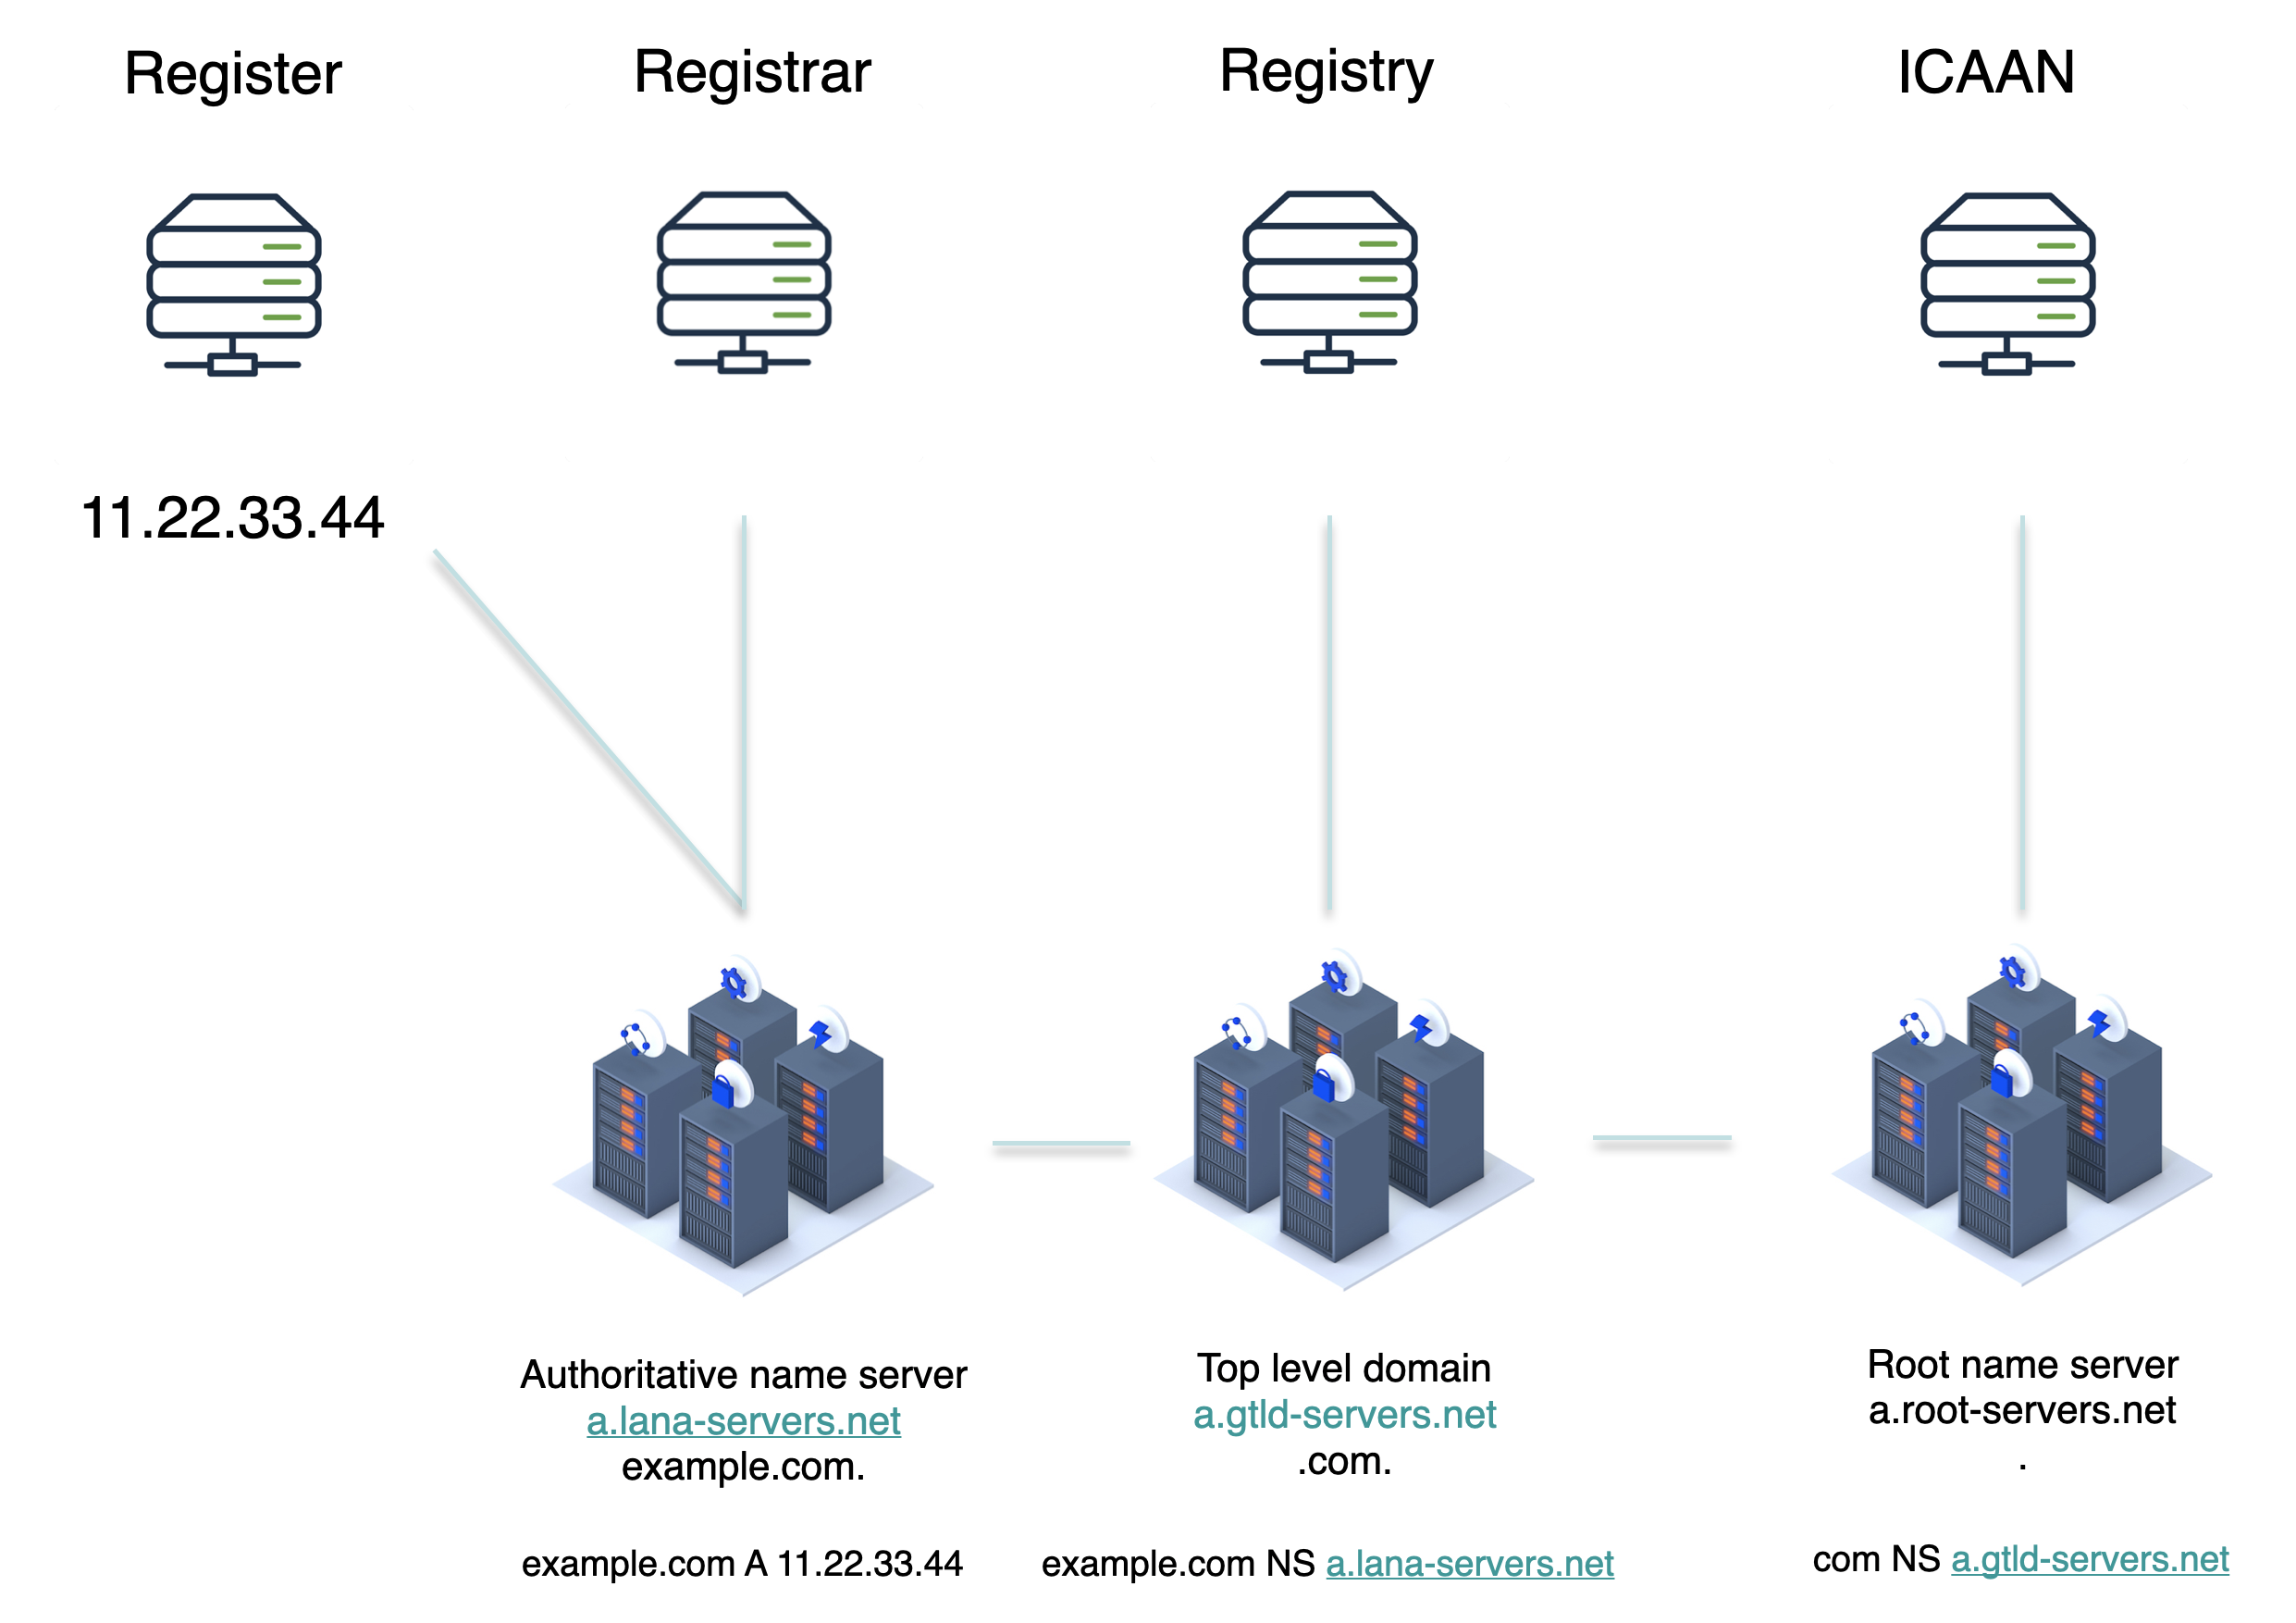 Register
Registrar
Registry
ICAAN
11.22.33.44
Authoritative name server
a.lana-servers.net
example.com.
example.com A 11.22.33.44
Top level domain
a.gtld-servers.net
.com.
example.com NS a.lana-servers.net
Root name server
a.root-servers.net
.
com NS a.gtld-servers.net